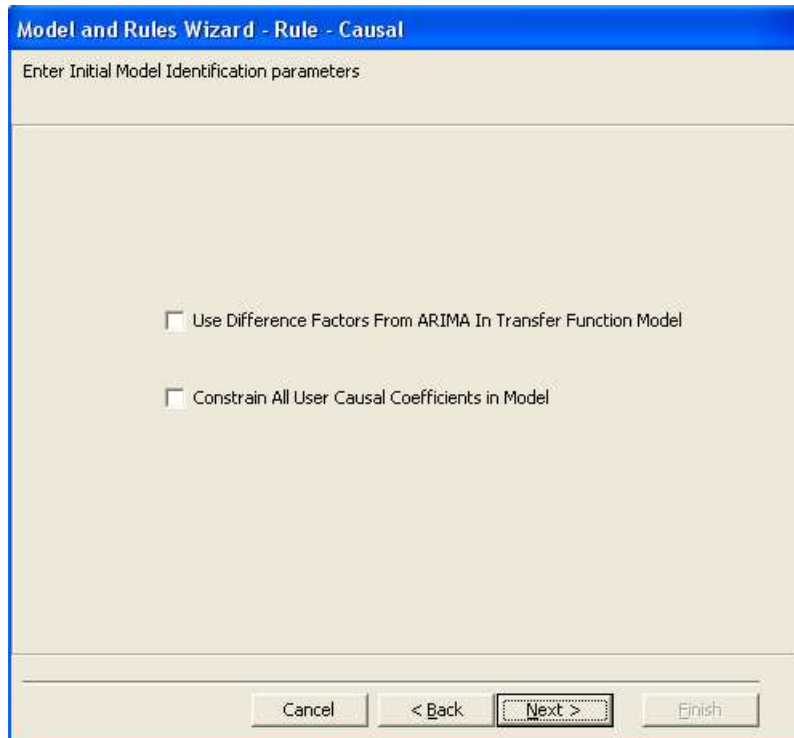 Model and Rules Wizard - Rule - Causal
Enter Initial Model Identification parameters
Use Difference Factors From ARIMA In Transfer Function Model
Constrain All User Causal Coefficients in Model
Cancel < Back Next > Finish